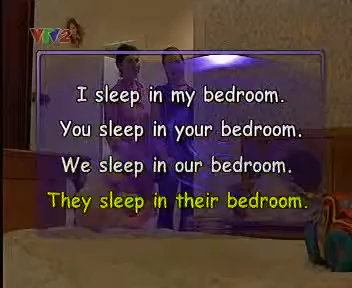 VTV2
I sleep in my bedroom.
You sleep in your bedroom.
We sleep in our bedroom.
They sleep in their bedroom.